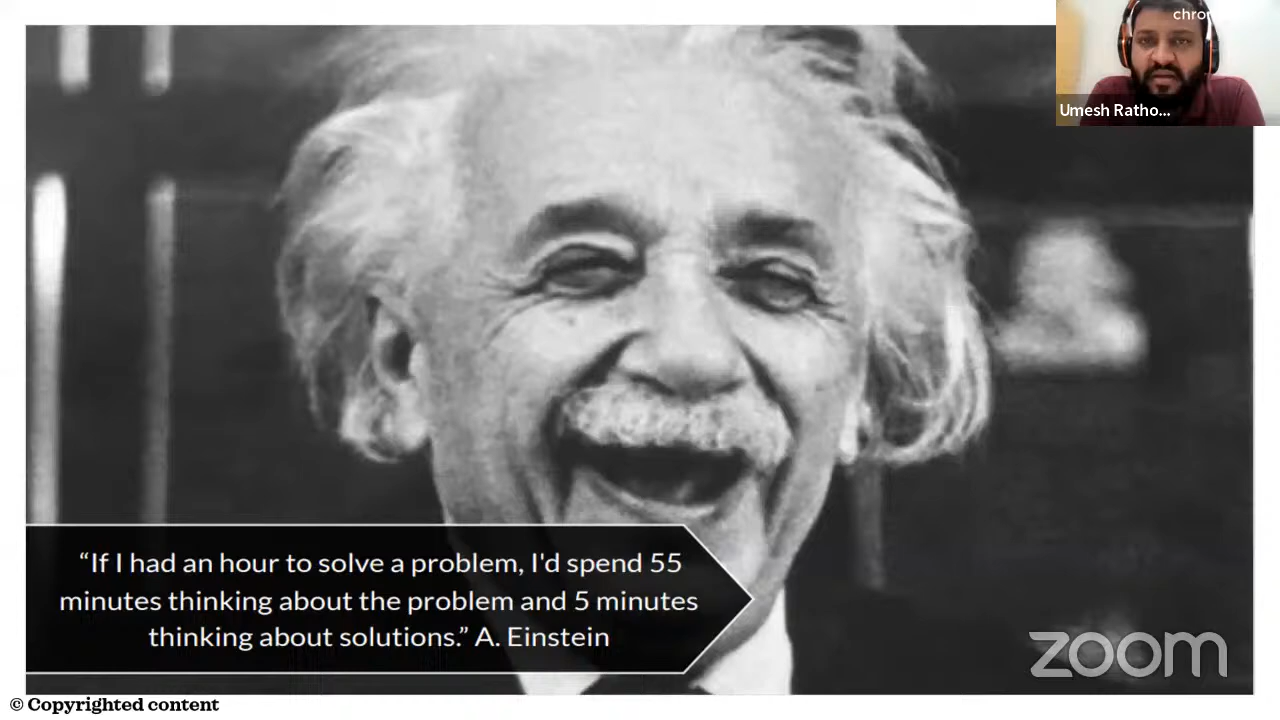 chro
Umesh Ratho...
“If I had an hour to solve a problem, I'd spend 55
minutes thinking about the problem and 5 minutes
thinking about solutions.” A. Einstein
zoom
© Copyrighted content